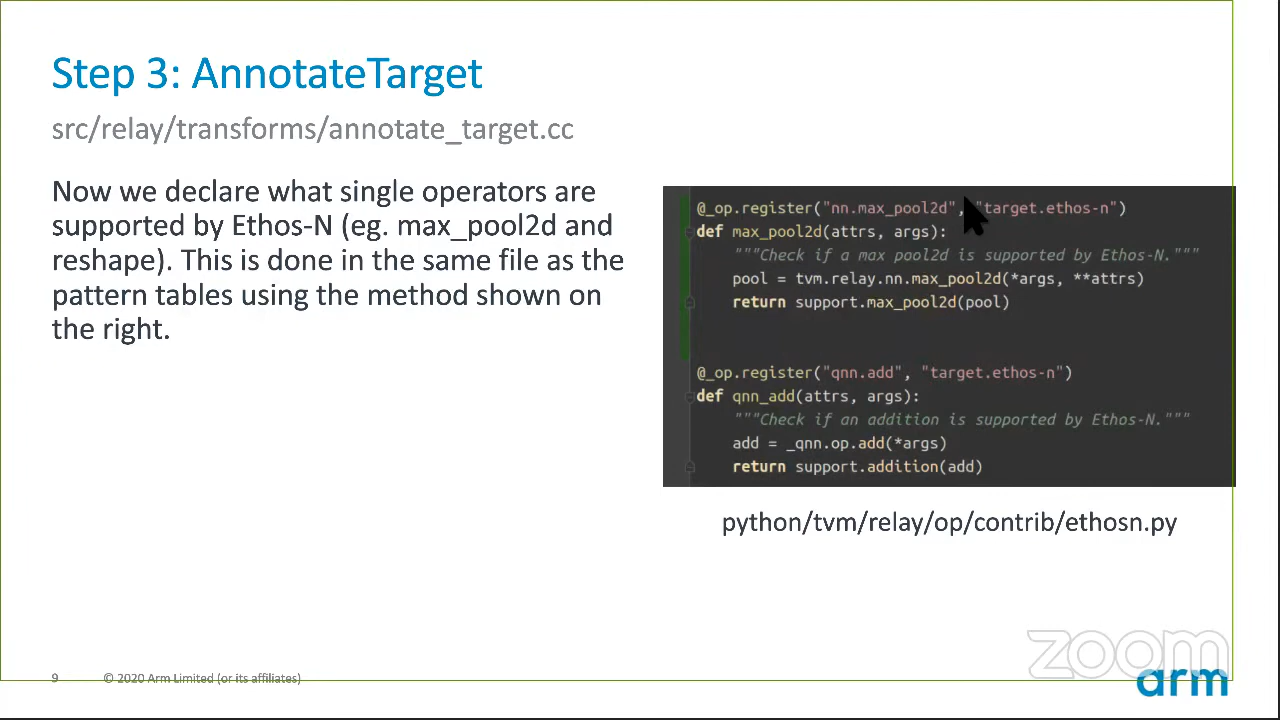 Step 3: AnnotateTarget
src/relay/transforms/annotate_target.cc
Now we declare what single operators are
supported by Ethos-N (eg. max_pool2d and
reshape). This is done in the same file as the
pattern tables using the method shown on
the right.
@_op.register("nn.max_pool2d", "target.ethos-n")
def max_pool2d(attrs, args):
"""Check if a max pool2d is supported by Ethos-N."""
pool = tvm.relay.nn.max_pool2d(*args, **attrs)
return support.max_pool2d(pool)
@_op.register("qnn.add", "target.ethos-n")
def qnn_add(attrs, args):
"""Check if an addition is supported by Ethos-N."""
add = _qnn.op.add(*args)
return support.addition(add)
python/tvm/relay/op/contrib/ethosn.py
9 © 2020 Arm Limited (or its affiliates)
zoom
arm